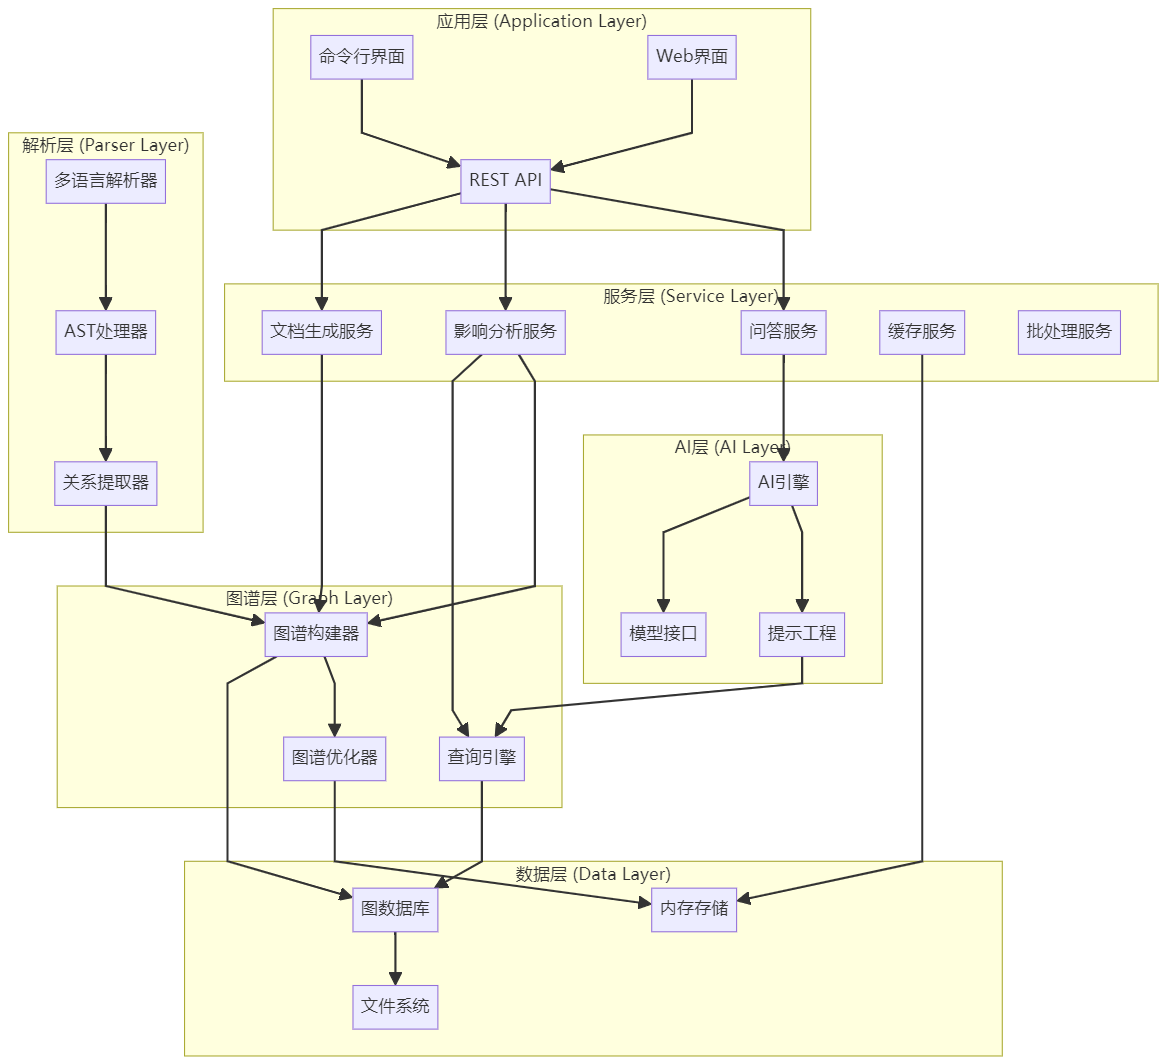 应用层 (Application Layer)
命令行界面
Web界面
REST API
解析层 (Parser Layer)
多语言解析器
AST处理器
关系提取器
服务层 (Service Layer)
文档生成服务
影响分析服务
问答服务
缓存服务
批处理服务
AI层 (AI Layer)
AI引擎
模型接口
提示工程
图谱层 (Graph Layer)
图谱构建器
图谱优化器
查询引擎
数据层 (Data Layer)
图数据库
内存存储
文件系统